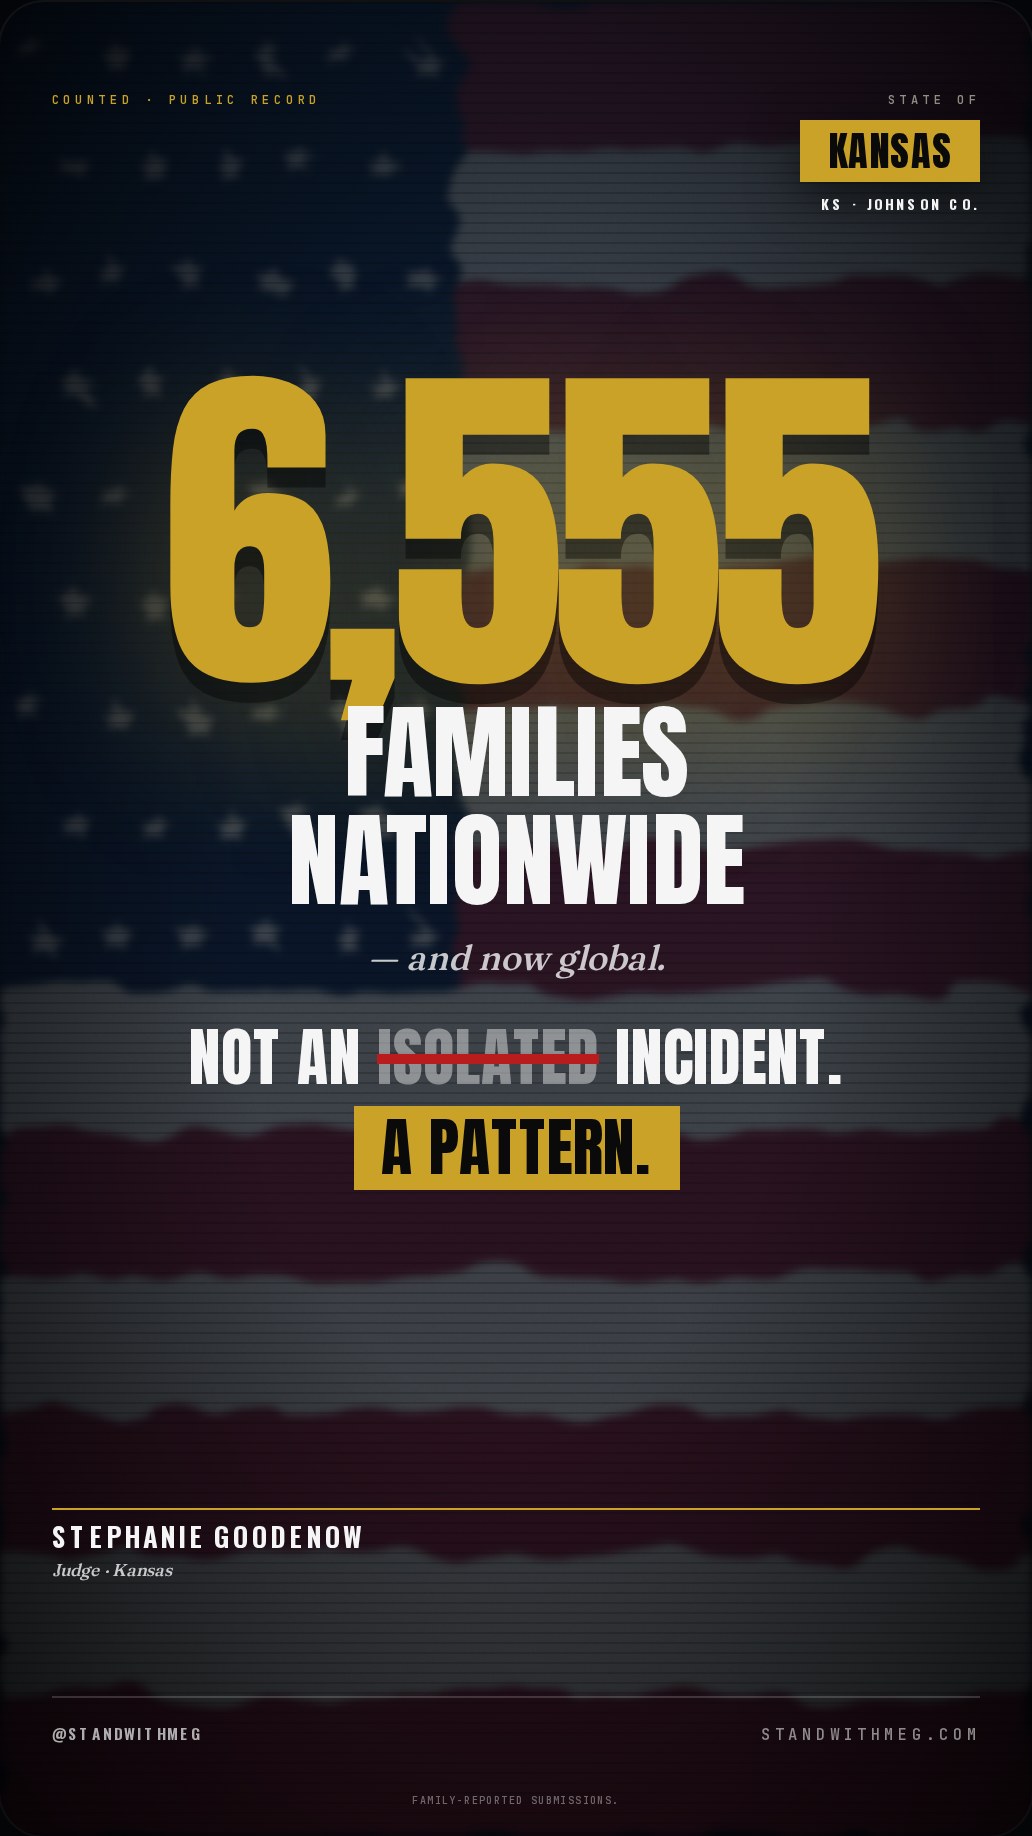 COUNTED · PUBLIC RECORD
STATE OF
KANSAS
KS · JOHNSON CO.
6,555
FAMILIES
NATIONWIDE
— and now global.
NOT AN ISOLATED INCIDENT.
A PATTERN.
STEPHANIE GOODENOW
Judge · Kansas
@STANDWITHMEG
STANDWITHMEG.COM
FAMILY-REPORTED SUBMISSIONS.